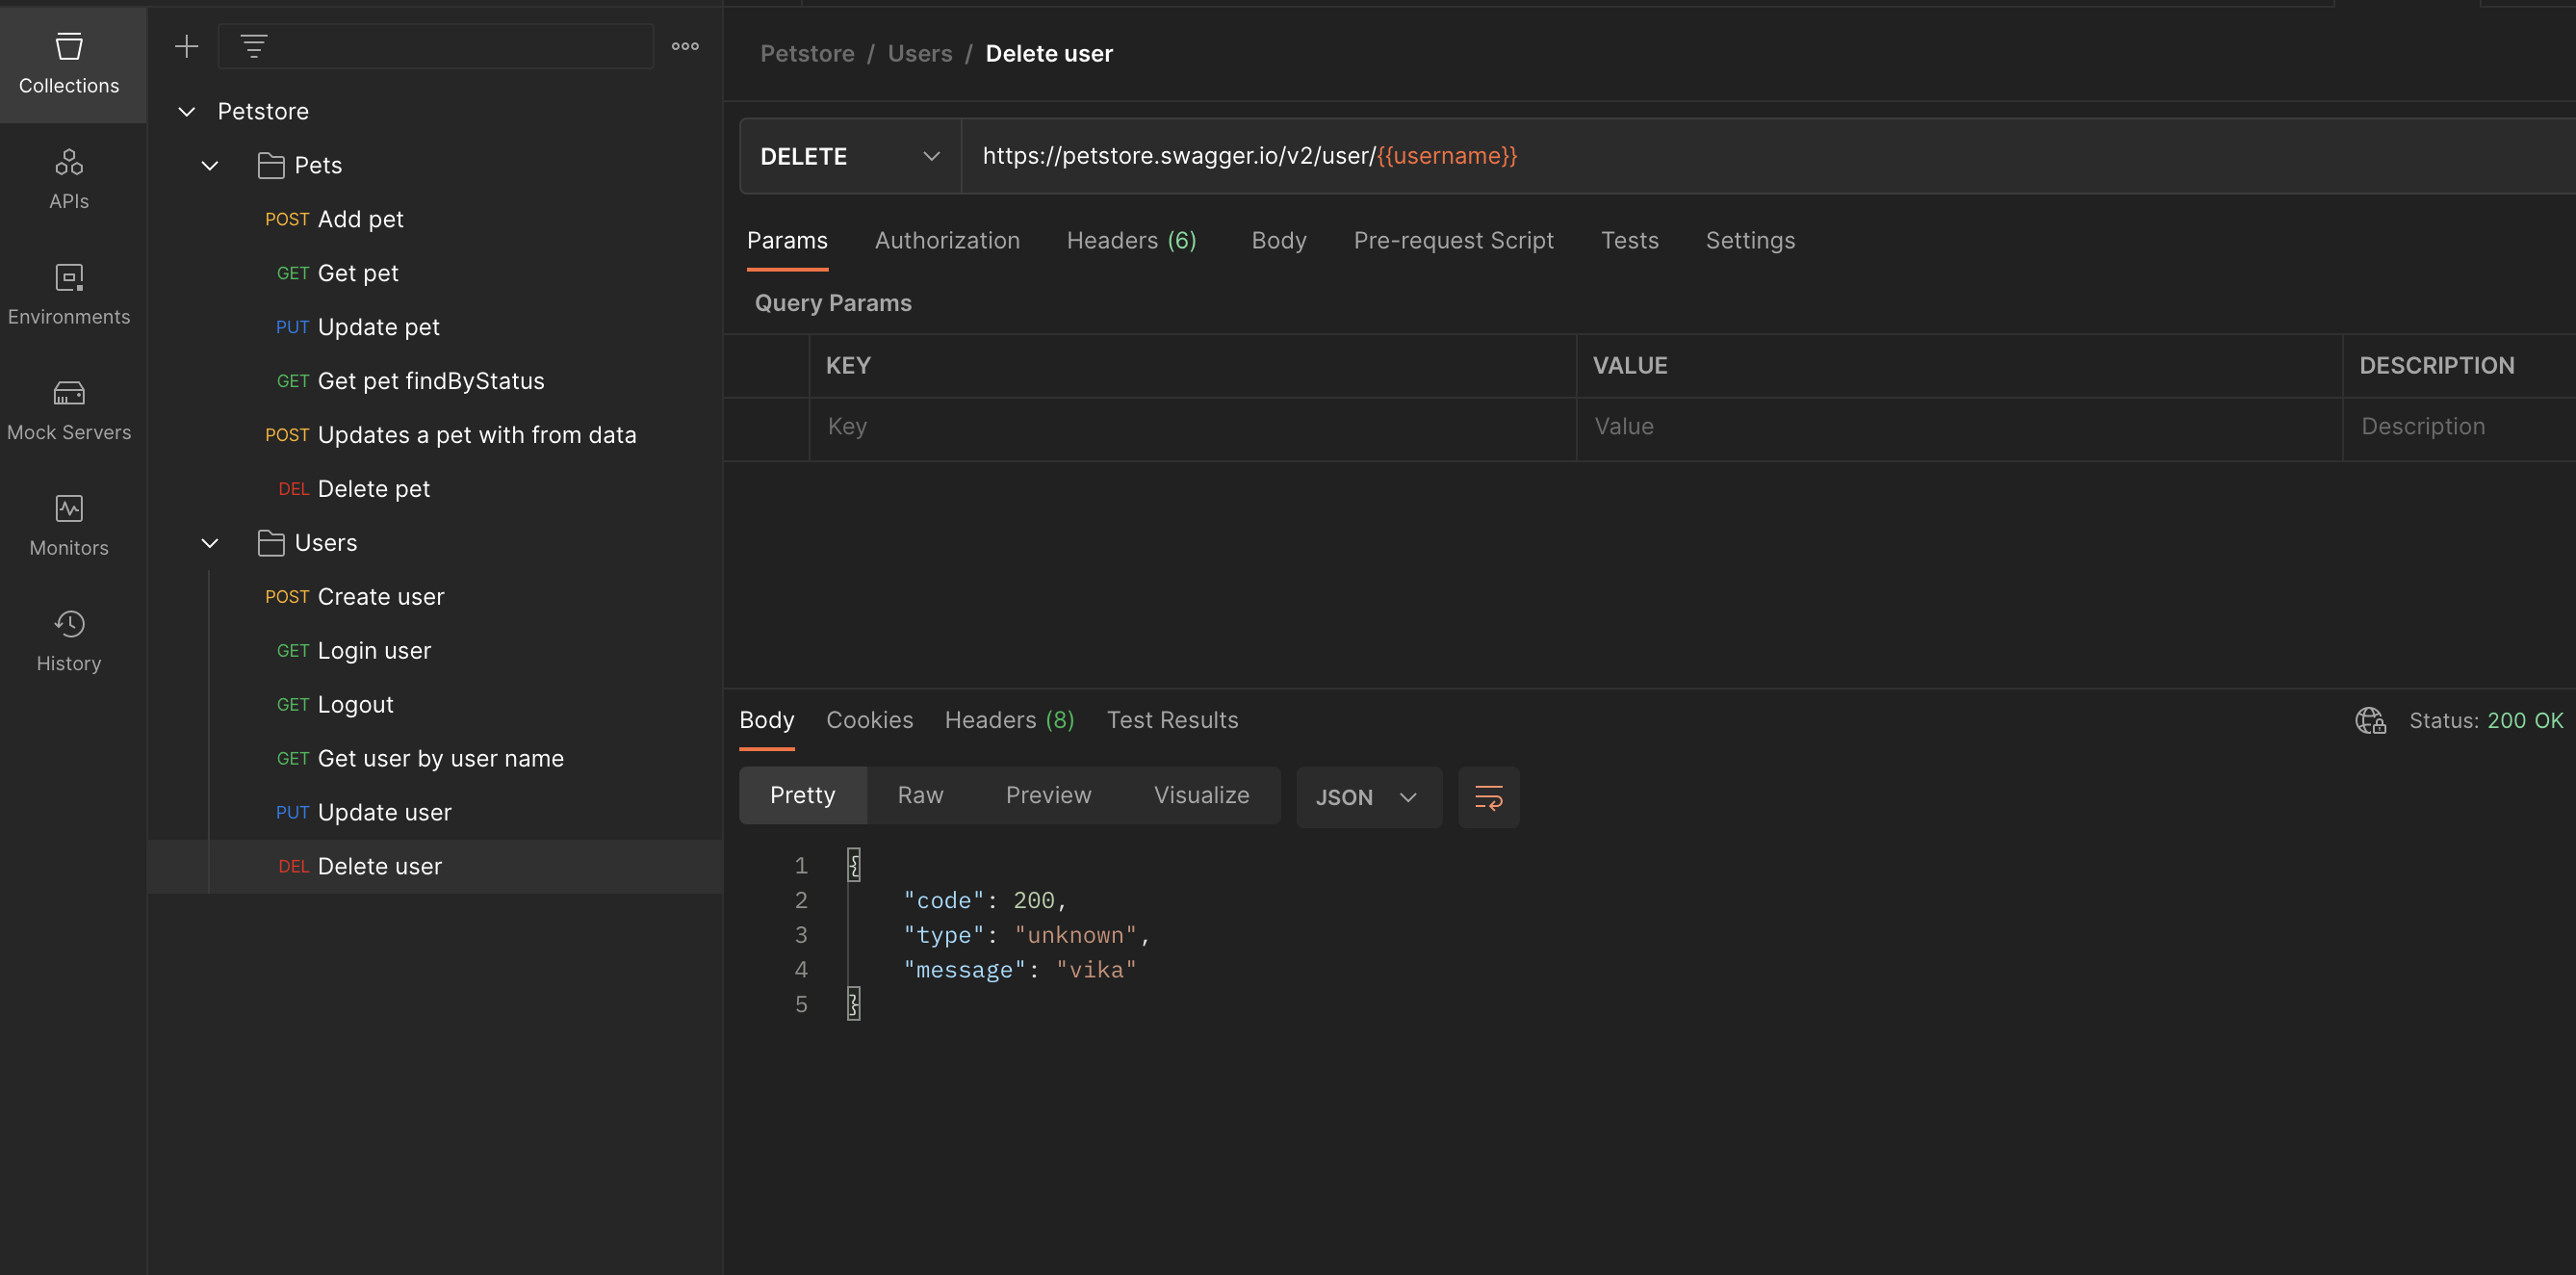 Collections
APIs
Environments
Mock Servers
Monitors
History
Petstore
Pets
POST Add pet
GET Get pet
PUT Update pet
GET Get pet findByStatus
POST Updates a pet with from data
DEL Delete pet
Users
POST Create user
GET Login user
GET Logout
GET Get user by user name
PUT Update user
DEL Delete user
Petstore / Users / Delete user
DELETE https://petstore.swagger.io/v2/user/{{username}}
Params Authorization Headers (6) Body Pre-request Script Tests Settings
Query Params
KEY VALUE DESCRIPTION
Key Value Description
Body Cookies Headers (8) Test Results Status: 200 OK
Pretty Raw Preview Visualize JSON
1 {
2 "code": 200,
3 "type": "unknown",
4 "message": "vika"
5 }